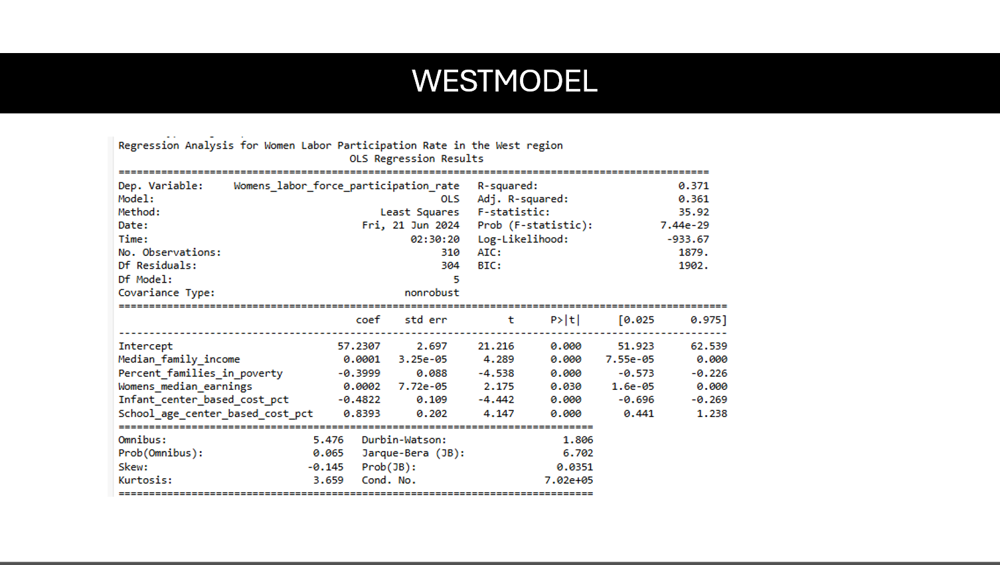 WESTMODEL
Regression Analysis for Women Labor Participation Rate in the West region
OLS Regression Results
==============================================================================
Dep. Variable: Womens_labor_force_participation_rate R-squared: 0.371
Model: OLS Adj. R-squared: 0.361
Method: Least Squares F-statistic: 35.92
Date: Fri, 21 Jun 2024 Prob (F-statistic): 7.44e-29
Time: 02:30:20 Log-Likelihood: -933.67
No. Observations: 310 AIC: 1879.
Df Residuals: 304 BIC: 1902.
Df Model: 5
Covariance Type: nonrobust
==============================================================================
coef std err t P>|t| [0.025 0.975]
------------------------------------------------------------------------------
Intercept 57.2307 2.697 21.216 0.000 51.923 62.539
Median_family_income 0.0001 3.25e-05 4.289 0.000 7.55e-05 0.000
Percent_families_in_poverty -0.3999 0.088 -4.538 0.000 -0.573 -0.226
Womens_median_earnings 0.0002 7.72e-05 2.175 0.030 1.6e-05 0.000
Infant_center_based_cost_pct -0.4822 0.109 -4.442 0.000 -0.696 -0.269
School_age_center_based_cost_pct 0.8393 0.202 4.147 0.000 0.441 1.238
==============================================================================
Omnibus: 5.476 Durbin-Watson: 1.806
Prob(Omnibus): 0.065 Jarque-Bera (JB): 6.702
Skew: -0.145 Prob(JB): 0.0351
Kurtosis: 3.659 Cond. No. 7.02e+05
==============================================================================